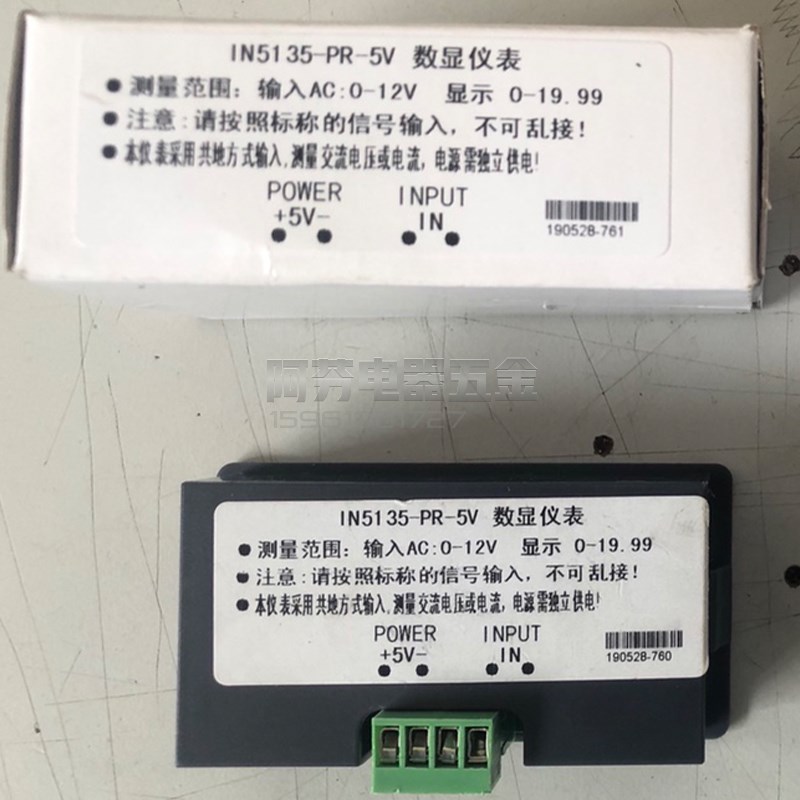 IN5135-PR-5V 数显仪表
●测量范围：输入AC:0-12V 显示 0-19.99
●注意:请按照标称的信号输入，不可乱接!
●本仪表采用共地方式输入,测量交流电压或电流，电源需独立供电!
POWER INPUT
+5V- IN
190528-761
阿芬电器五金
IN5135-PR-5V 数显仪表
●测量范围：输入AC:0-12V 显示 0-19.99
●注意:请按照标称的信号输入，不可乱接!
●本仪表采用共地方式输入,测量交流电压或电流，电源需独立供电!
POWER INPUT
+5V- IN
190528-760